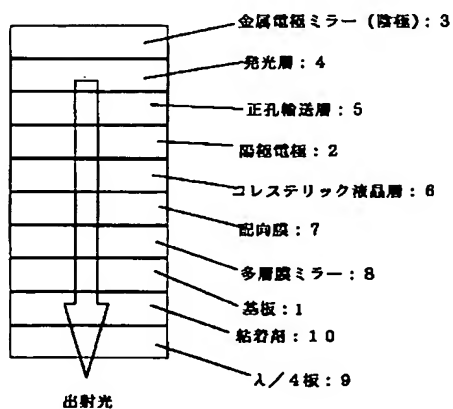 金属電極ミラー（陰極）：３
発光層：４
正孔輸送層：５
陽極電極：２
コレステリック液晶層：６
配向膜：７
多層膜ミラー：８
基板：１
粘着剤：１０
λ／４板：９
出射光